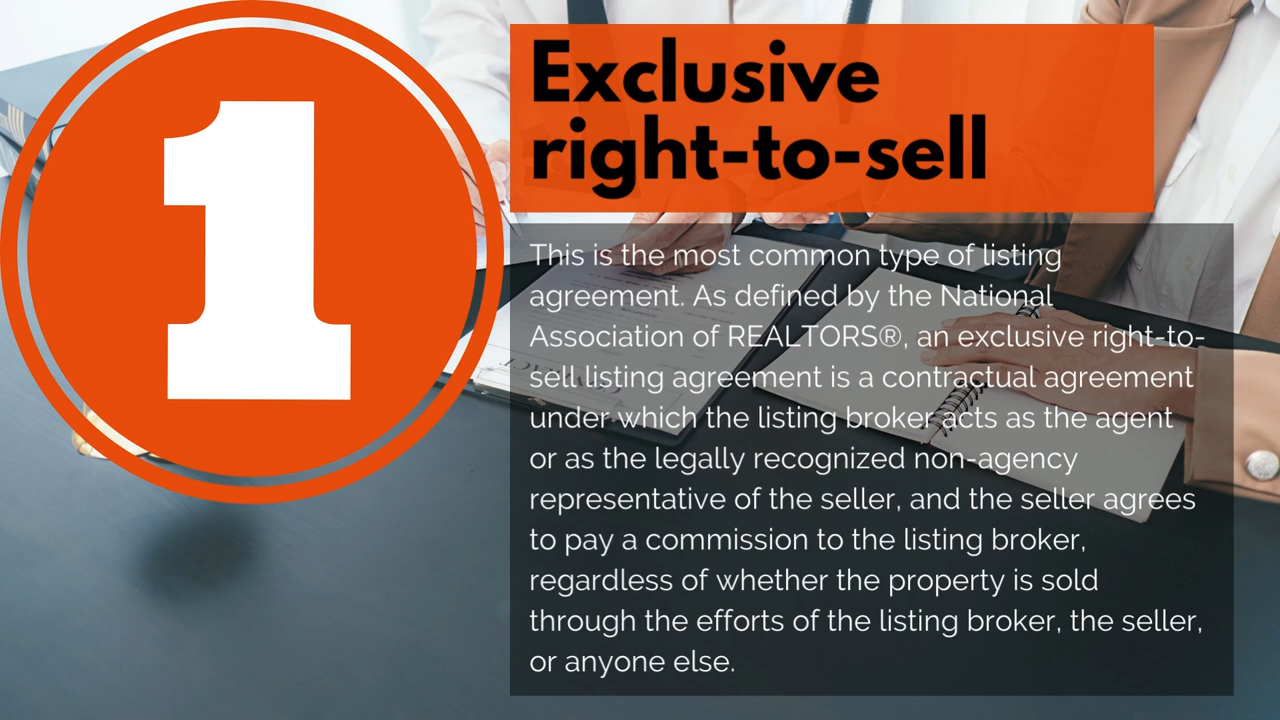 1
Exclusive
right-to-sell
This is the most common type of listing
agreement. As defined by the National
Association of REALTORS®, an exclusive right-to-
sell listing agreement is a contractual agreement
under which the listing broker acts as the agent
or as the legally recognized non-agency
representative of the seller, and the seller agrees
to pay a commission to the listing broker,
regardless of whether the property is sold
through the efforts of the listing broker, the seller,
or anyone else.